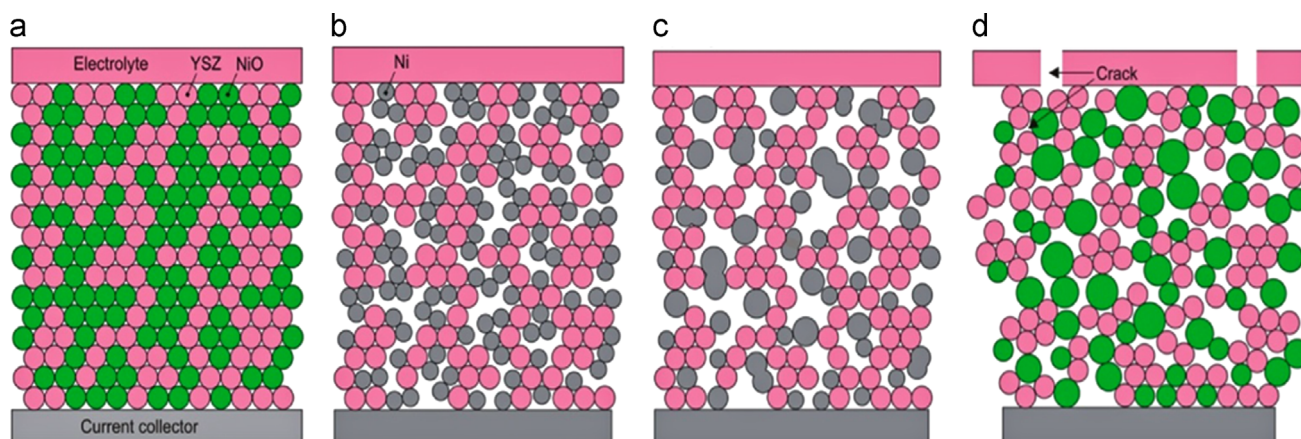 a
b
c
d
Electrolyte
YSZ
NiO
Ni
Crack
Current collector